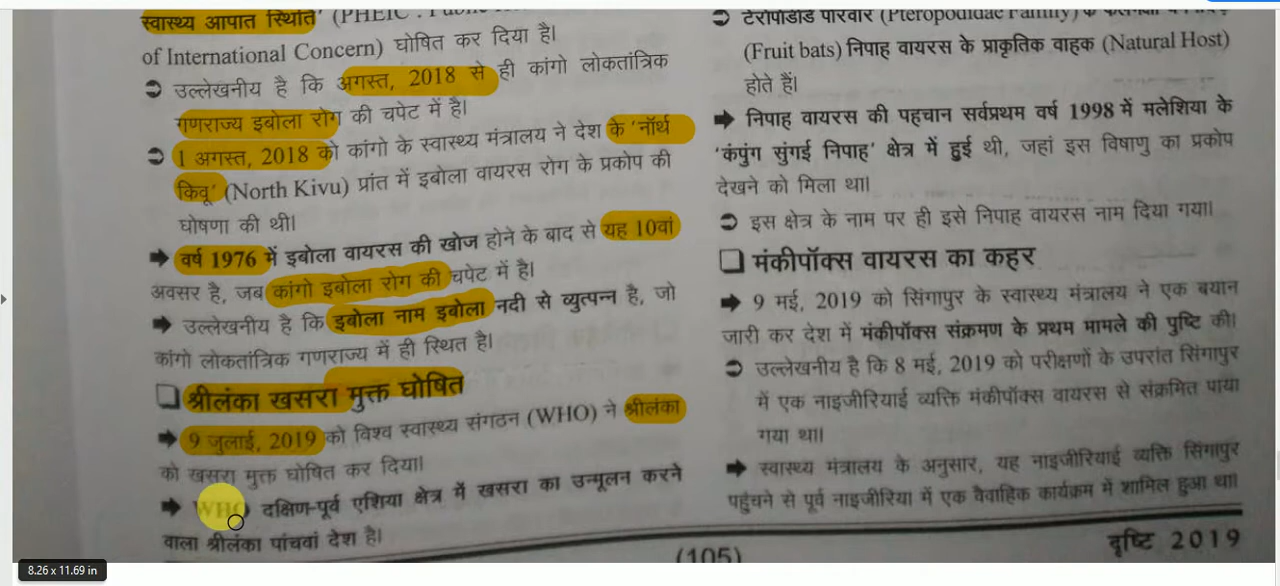 स्वास्थ्य आपात स्थिति' (PHEIC :
of International Concern) घोषित कर दिया है।
➲ उल्लेखनीय है कि अगस्त, 2018 से ही कांगो लोकतांत्रिक
गणराज्य इबोला रोग की चपेट में है।
➲ 1 अगस्त, 2018 को कांगो के स्वास्थ्य मंत्रालय ने देश के 'नॉर्थ
किवू' (North Kivu) प्रांत में इबोला वायरस रोग के प्रकोप की
घोषणा की थी।
➡ वर्ष 1976 में इबोला वायरस की खोज होने के बाद से यह 10वां
अवसर है, जब कांगो इबोला रोग की चपेट में है।
➡ उल्लेखनीय है कि इबोला नाम इबोला नदी से व्युत्पन्न है, जो
कांगो लोकतांत्रिक गणराज्य में ही स्थित है।
❑ श्रीलंका खसरा मुक्त घोषित
➡ 9 जुलाई, 2019 को विश्व स्वास्थ्य संगठन (WHO) ने श्रीलंका
को खसरा मुक्त घोषित कर दिया।
➡ WHO दक्षिण-पूर्व एशिया क्षेत्र में खसरा का उन्मूलन करने
वाला श्रीलंका पांचवां देश है।
➲ टेरोपोडीडे परिवार (Pteropodidae Family) के
(Fruit bats) निपाह वायरस के प्राकृतिक वाहक (Natural Host)
होते हैं।
➡ निपाह वायरस की पहचान सर्वप्रथम वर्ष 1998 में मलेशिया के
'कंपुंग सुंगई निपाह' क्षेत्र में हुई थी, जहां इस विषाणु का प्रकोप
देखने को मिला था।
➲ इस क्षेत्र के नाम पर ही इसे निपाह वायरस नाम दिया गया।
❑ मंकीपॉक्स वायरस का कहर
➡ 9 मई, 2019 को सिंगापुर के स्वास्थ्य मंत्रालय ने एक बयान
जारी कर देश में मंकीपॉक्स संक्रमण के प्रथम मामले की पुष्टि की।
➲ उल्लेखनीय है कि 8 मई, 2019 को परीक्षणों के उपरांत सिंगापुर
में एक नाइजीरियाई व्यक्ति मंकीपॉक्स वायरस से संक्रमित पाया
गया था।
➡ स्वास्थ्य मंत्रालय के अनुसार, यह नाइजीरियाई व्यक्ति सिंगापुर
पहुंचने से पूर्व नाइजीरिया में एक वैवाहिक कार्यक्रम में शामिल हुआ था।
(105)
दृष्टि 2019
8.26 x 11.69 in